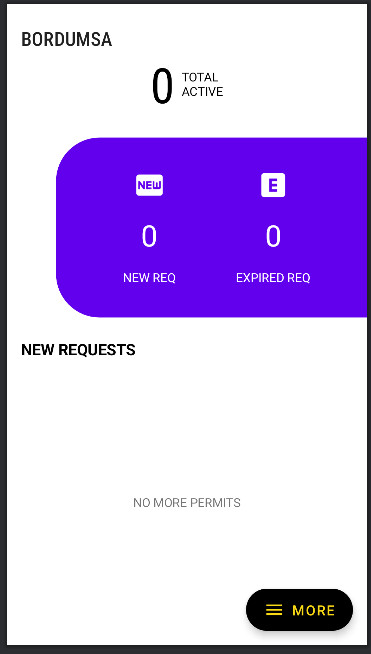 BORDUMSA
0
TOTAL
ACTIVE
NEW
E
0
0
NEW REQ
EXPIRED REQ
NEW REQUESTS
NO MORE PERMITS
MORE